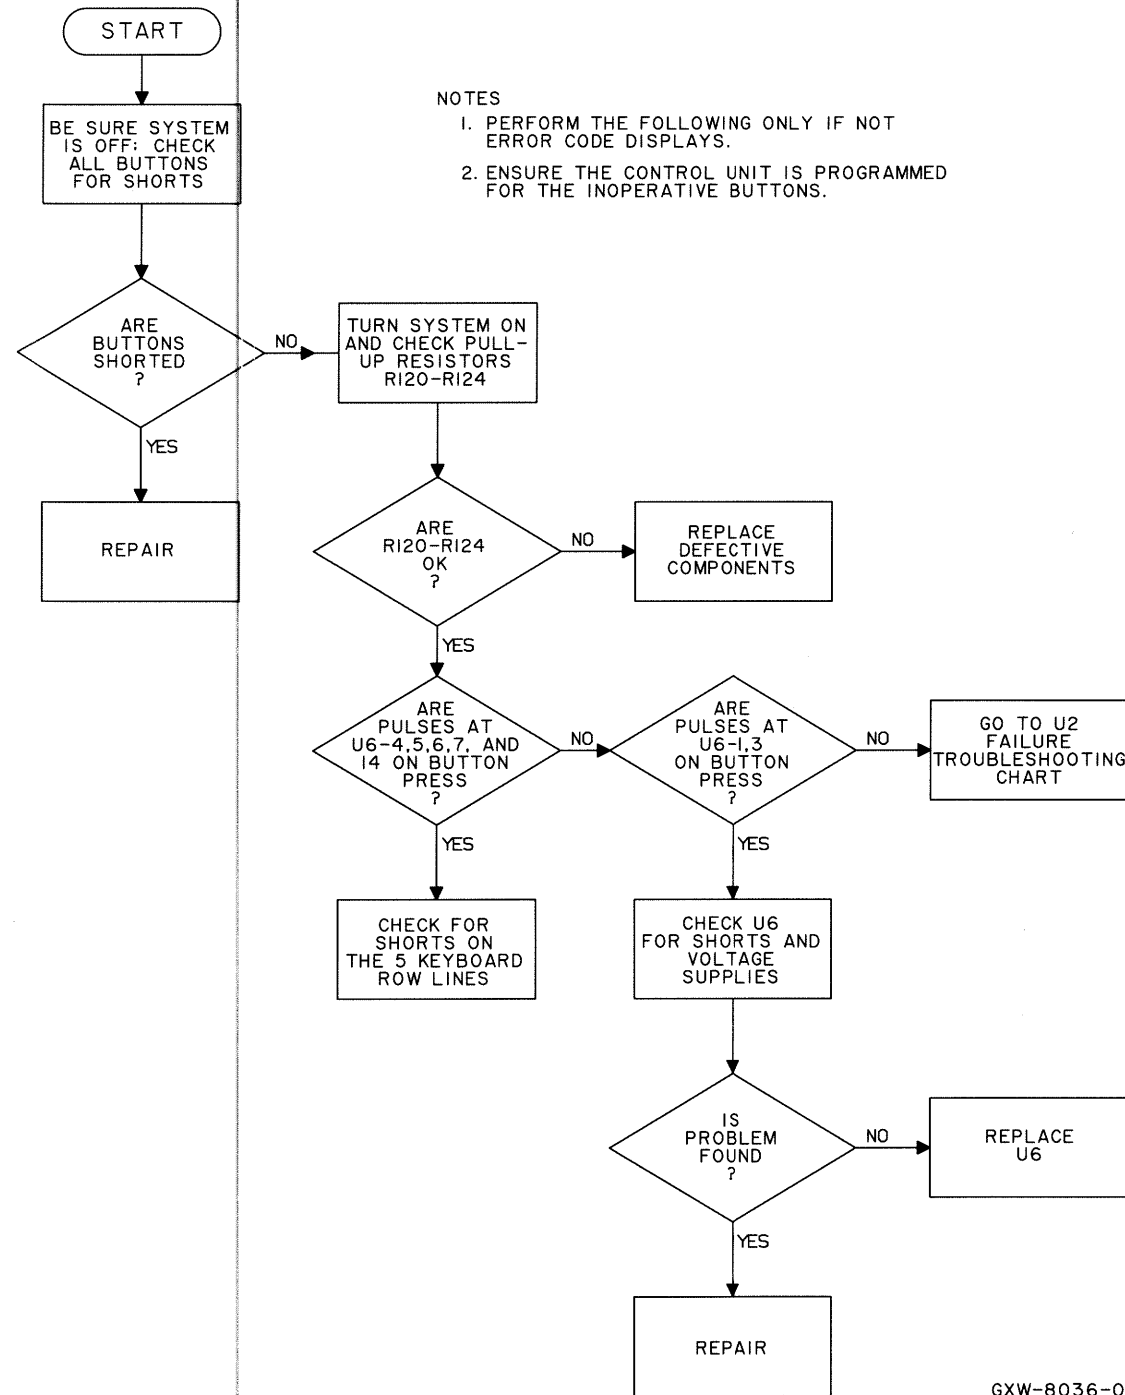 START
BE SURE SYSTEM
IS OFF; CHECK
ALL BUTTONS
FOR SHORTS
NOTES
1. PERFORM THE FOLLOWING ONLY IF NOT
ERROR CODE DISPLAYS.
2. ENSURE THE CONTROL UNIT IS PROGRAMMED
FOR THE INOPERATIVE BUTTONS.
ARE
BUTTONS
SHORTED
?
NO
YES
TURN SYSTEM ON
AND CHECK PULL-
UP RESISTORS
R120-R124
REPAIR
ARE
R120-R124
OK
?
NO
YES
REPLACE
DEFECTIVE
COMPONENTS
ARE
PULSES AT
U6-4,5,6,7, AND
14 ON BUTTON
PRESS
?
NO
YES
ARE
PULSES AT
U6-1,3
ON BUTTON
PRESS
?
NO
YES
GO TO U2
FAILURE
TROUBLESHOOTING
CHART
CHECK FOR
SHORTS ON
THE 5 KEYBOARD
ROW LINES
CHECK U6
FOR SHORTS AND
VOLTAGE
SUPPLIES
IS
PROBLEM
FOUND
?
NO
YES
REPLACE
U6
REPAIR
GXW-8036-0